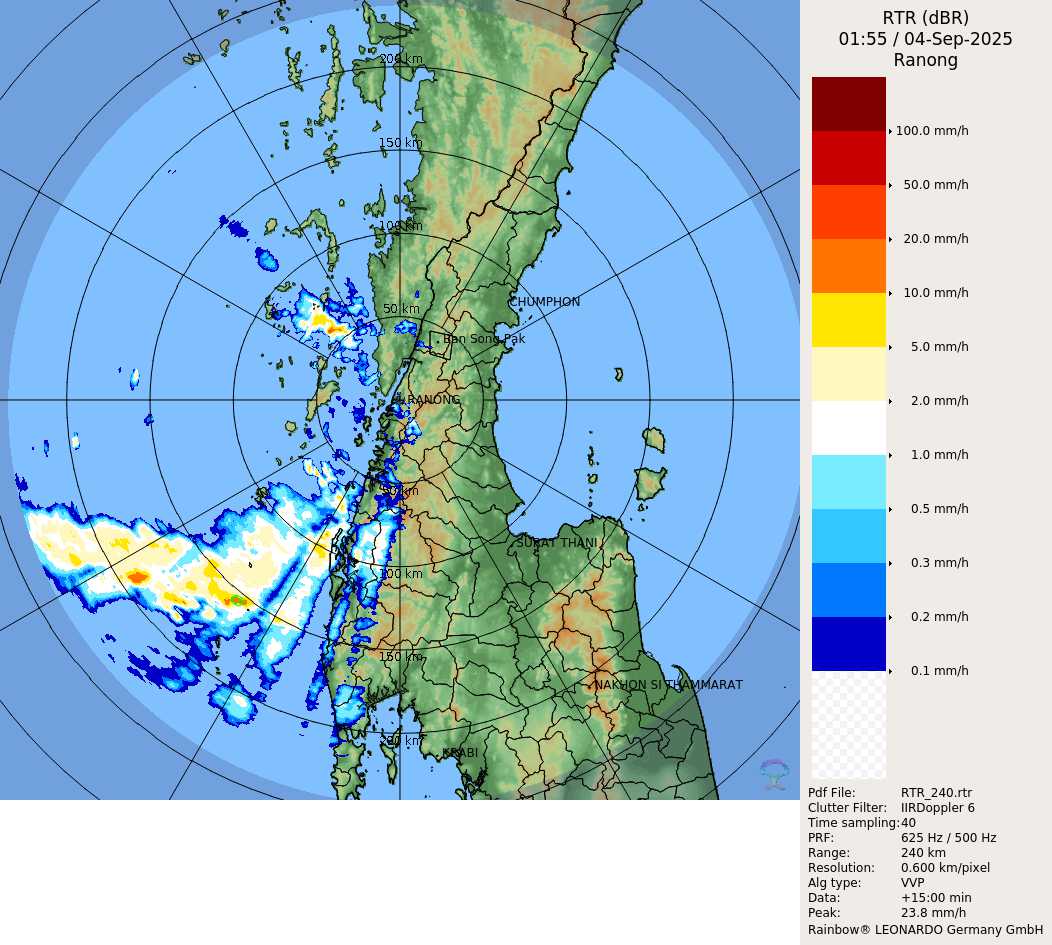 RTR (dBR)
01:55 / 04-Sep-2025
Ranong
200 km
150 km
100 km
50 km
CHUMPHON
Ban Song Pak
RANONG
50 km
SURAT THANI
100 km
150 km
NAKHON SI THAMMARAT
200 km
KRABI
100.0 mm/h
50.0 mm/h
20.0 mm/h
10.0 mm/h
5.0 mm/h
2.0 mm/h
1.0 mm/h
0.5 mm/h
0.3 mm/h
0.2 mm/h
0.1 mm/h
Pdf File: RTR_240.rtr
Clutter Filter: IIRDoppler 6
Time sampling: 40
PRF: 625 Hz / 500 Hz
Range: 240 km
Resolution: 0.600 km/pixel
Alg type: VVP
Data: +15:00 min
Peak: 23.8 mm/h
Rainbow® LEONARDO Germany GmbH